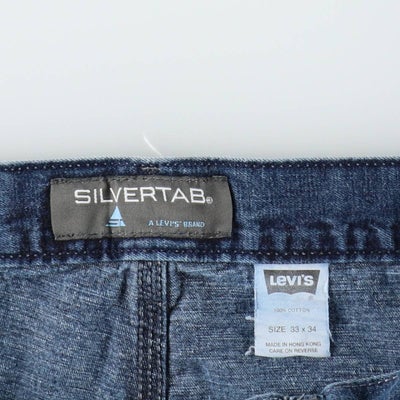 SILVERTAB®
A LEVI'S® BRAND
LEVI'S
100% COTTON
SIZE 33 x 34
MADE IN HONG KONG
CARE ON REVERSE